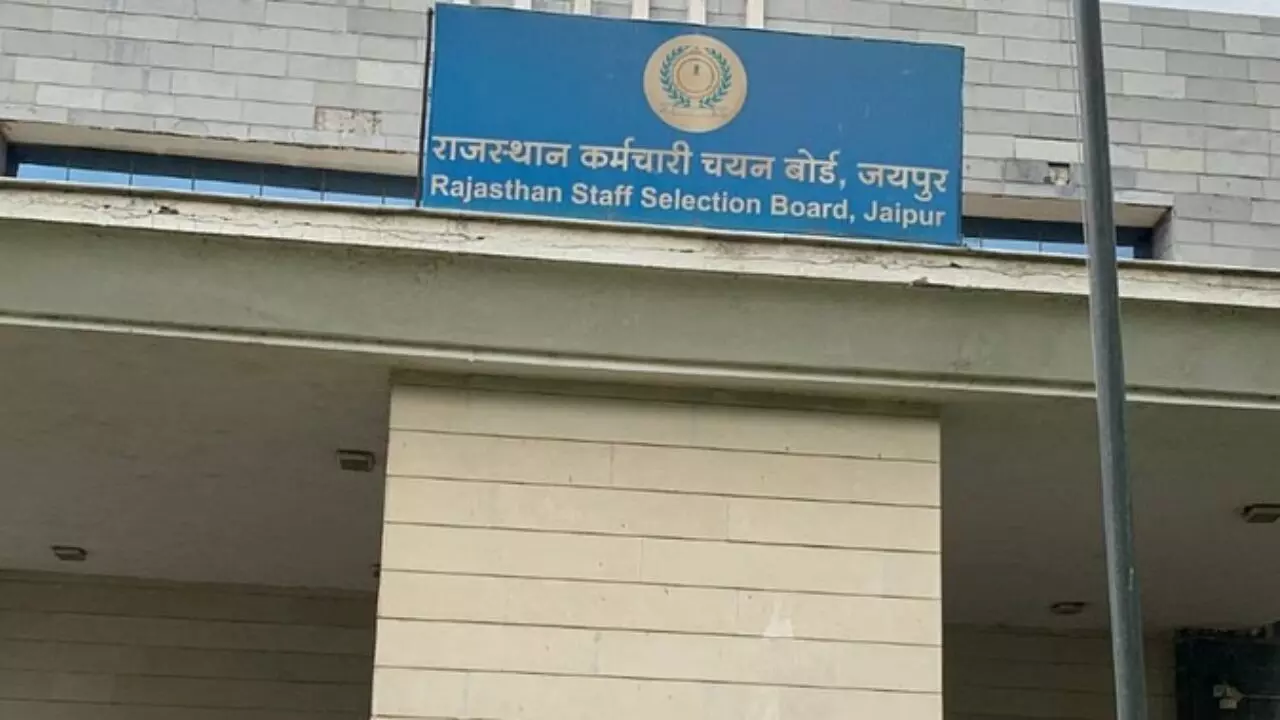 राजस्थान कर्मचारी चयन बोर्ड, जयपुर
Rajasthan Staff Selection Board, Jaipur